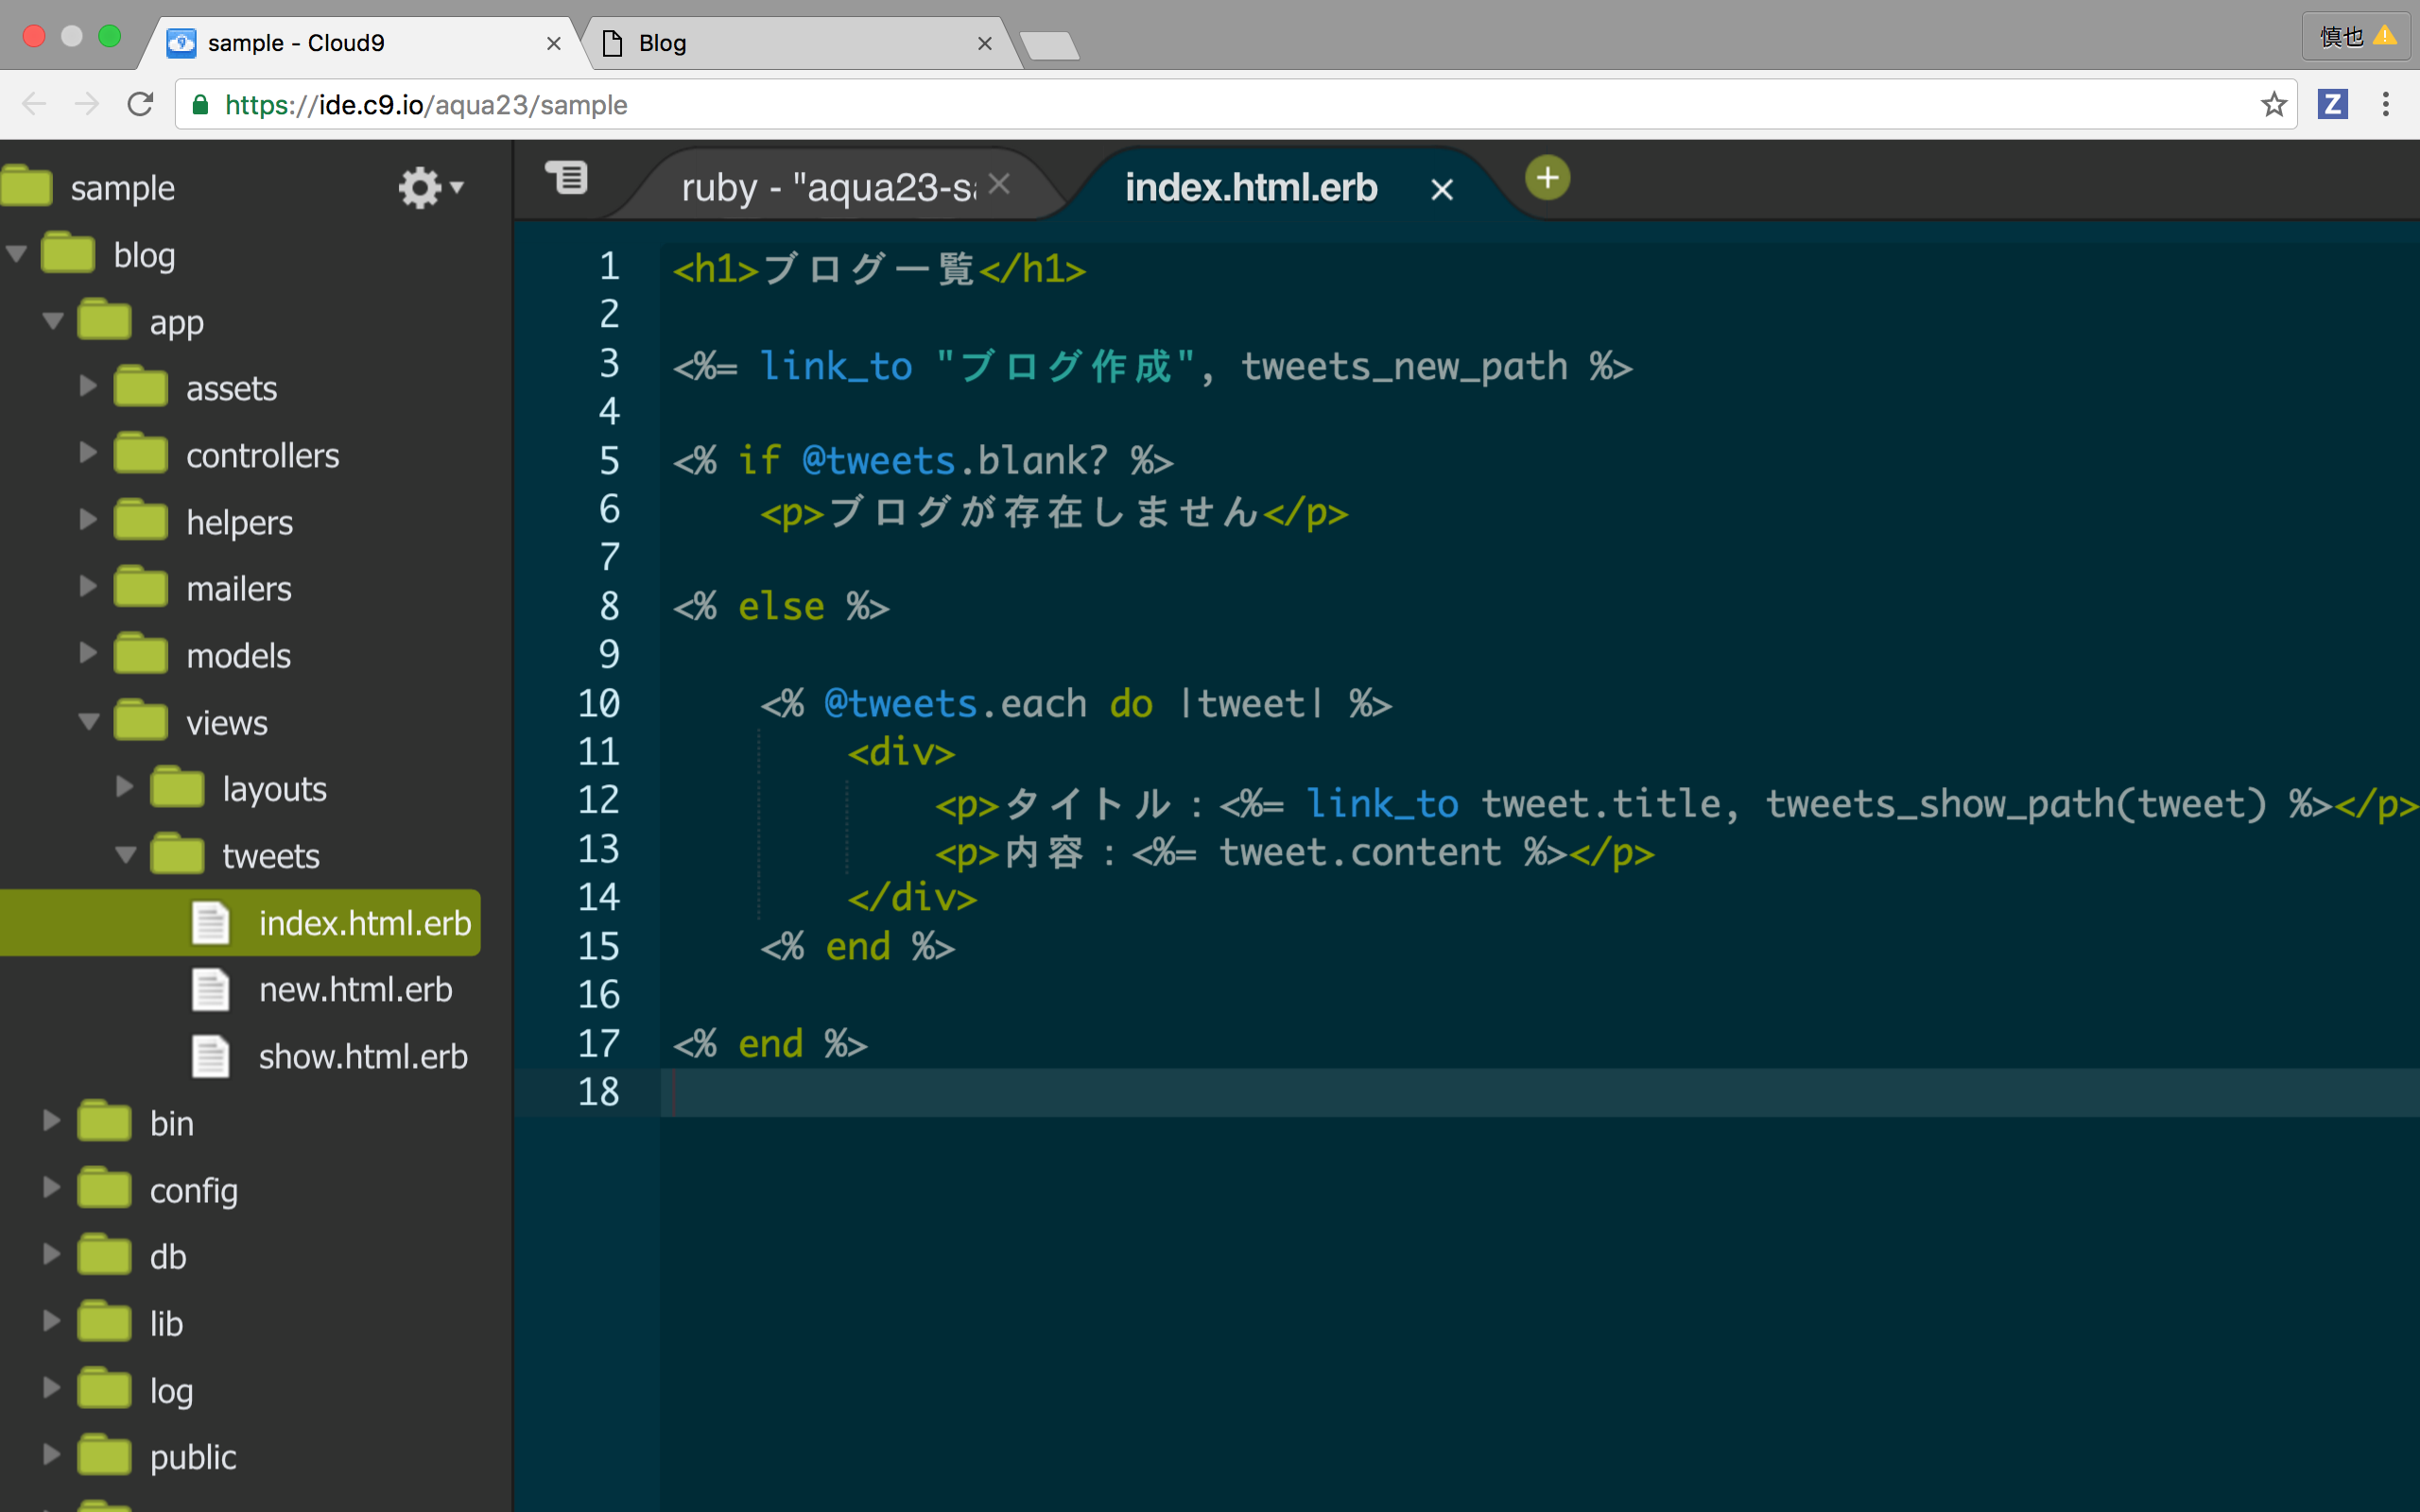 sample - Cloud9
Blog
慎也
https://ide.c9.io/aqua23/sample
Z
sample
blog
app
assets
controllers
helpers
mailers
models
views
layouts
tweets
index.html.erb
new.html.erb
show.html.erb
bin
config
db
lib
log
public
ruby - "aqua23-sa
index.html.erb
1 <h1>ブログ一覧</h1>
2
3 <%= link_to "ブログ作成", tweets_new_path %>
4
5 <% if @tweets.blank? %>
6 <p>ブログが存在しません</p>
7
8 <% else %>
9
10 <% @tweets.each do |tweet| %>
11 <div>
12 <p>タイトル：<%= link_to tweet.title, tweets_show_path(tweet) %></p>
13 <p>内容：<%= tweet.content %></p>
14 </div>
15 <% end %>
16
17 <% end %>
18